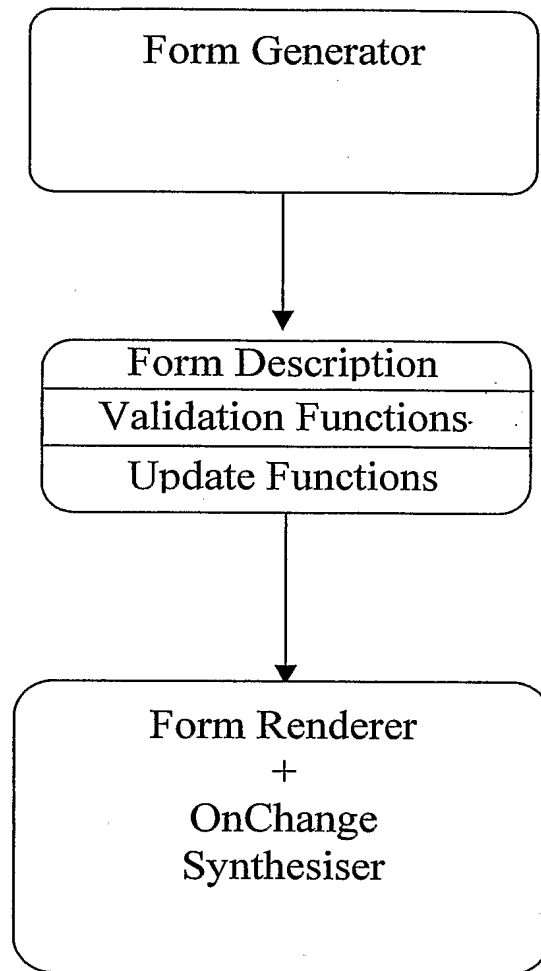 Form Generator
Form Description
Validation Functions
Update Functions
Form Renderer
+
OnChange
Synthesiser